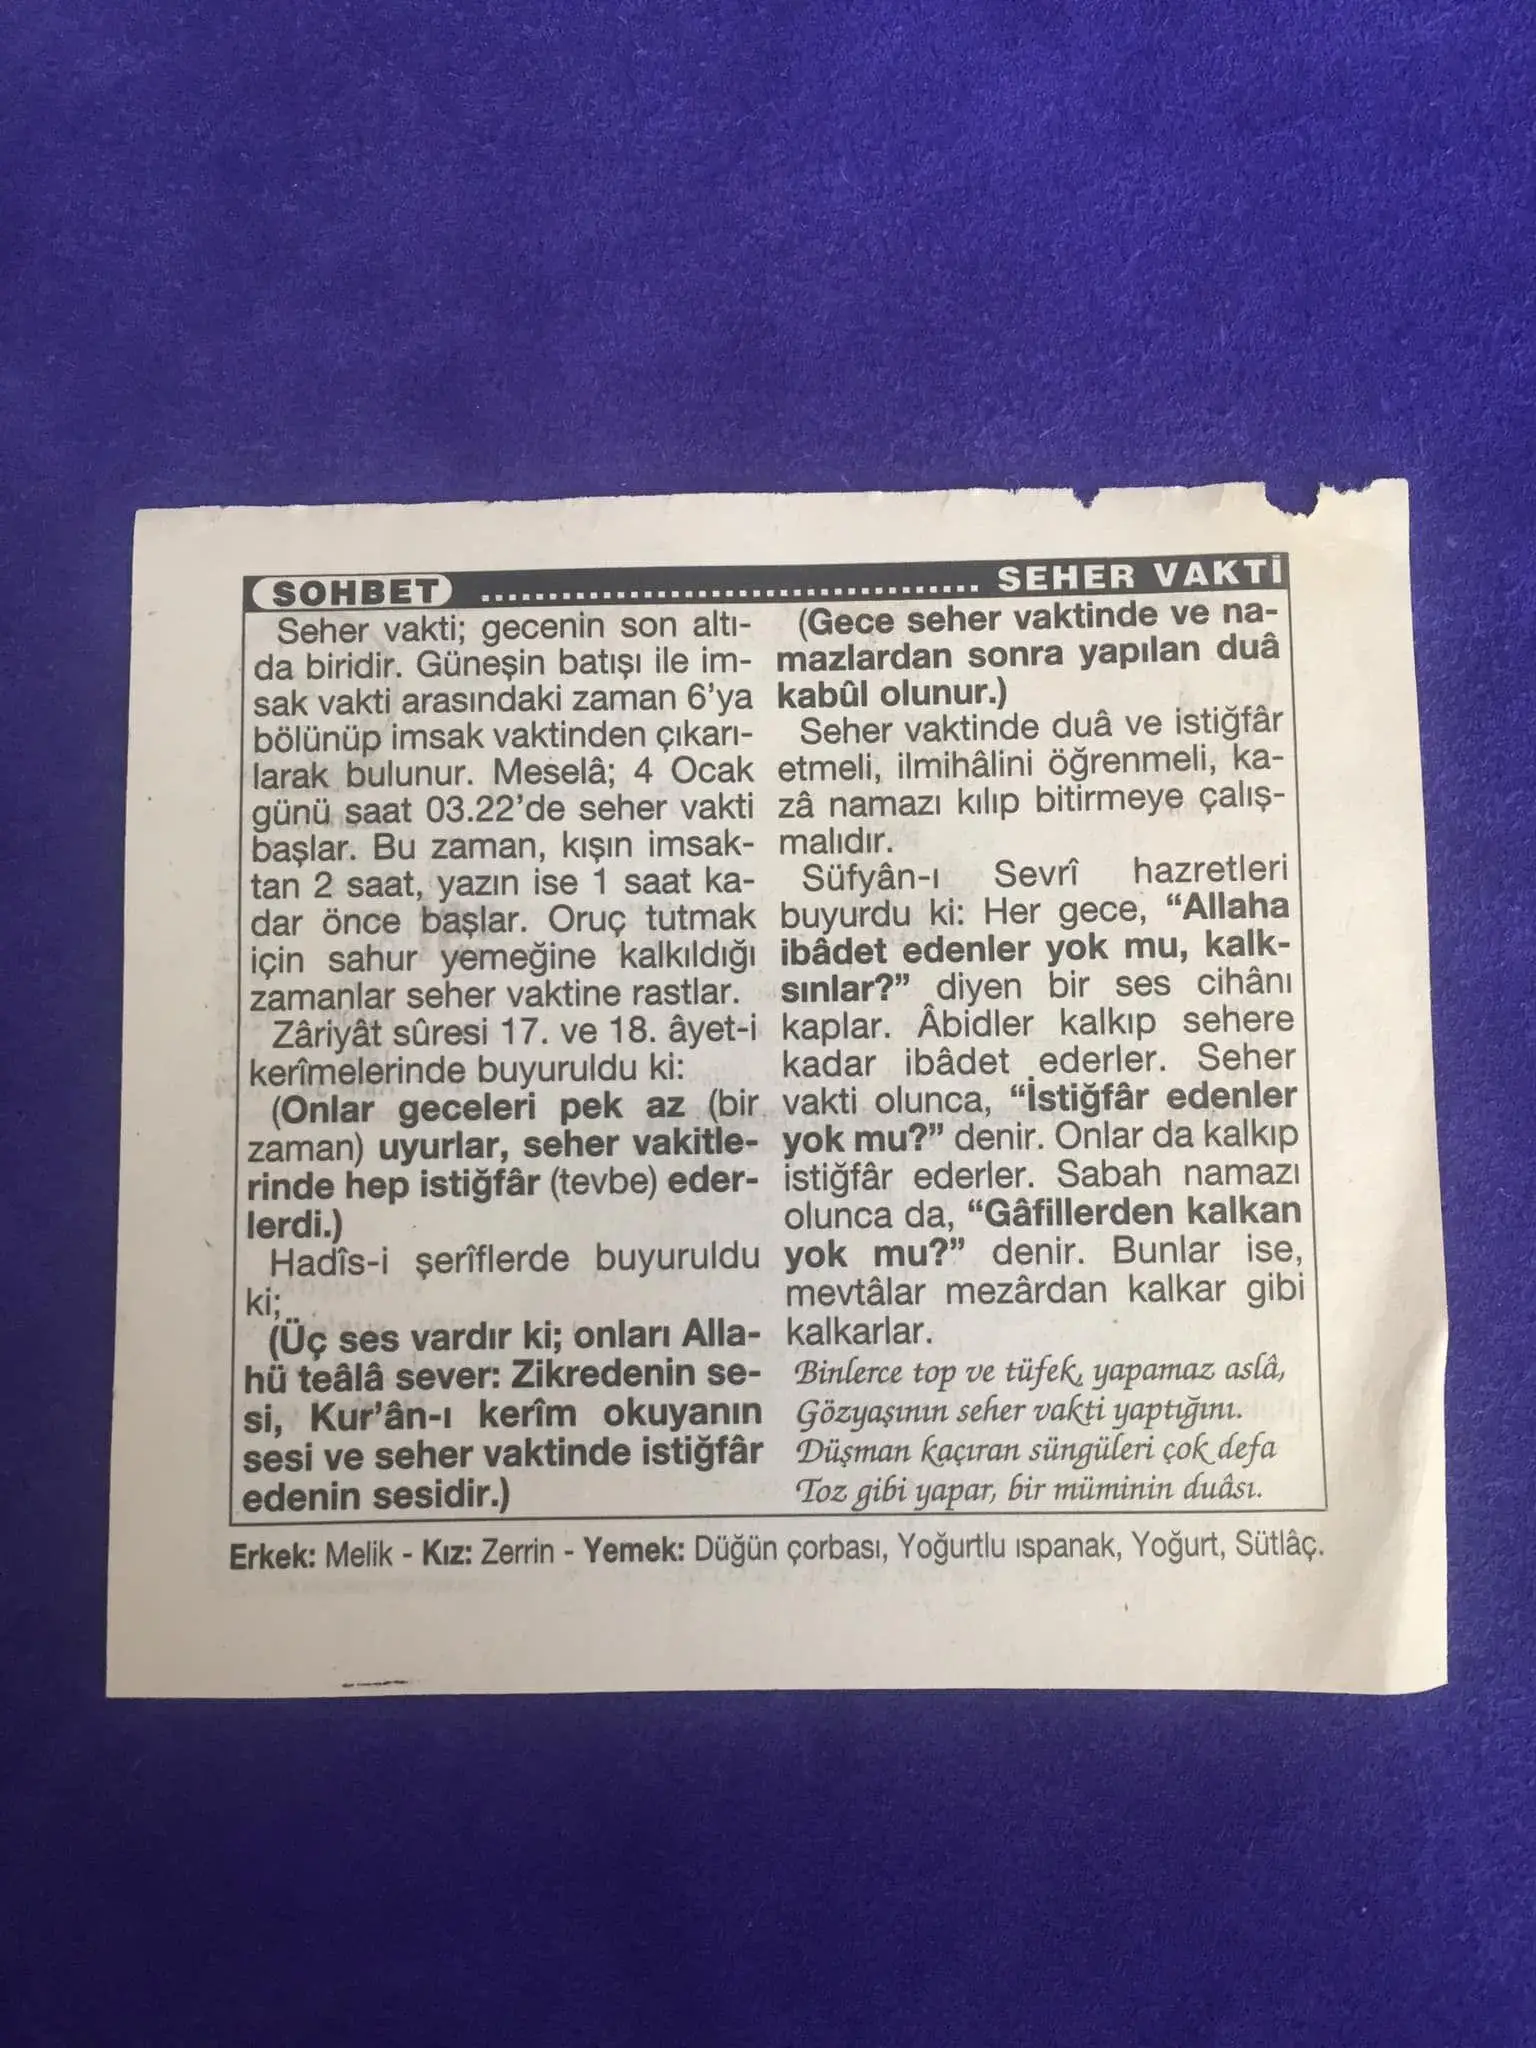 SOHBET ........................................ SEHER VAKTİ
Seher vakti; gecenin son altı-
da biridir. Güneşin batışı ile im-
sak vakti arasındaki zaman 6'ya
bölünüp imsak vaktinden çıkarı-
larak bulunur. Meselâ; 4 Ocak
günü saat 03.22'de seher vakti
başlar. Bu zaman, kışın imsak-
tan 2 saat, yazın ise 1 saat ka-
dar önce başlar. Oruç tutmak
için sahur yemeğine kalkıldığı
zamanlar seher vaktine rastlar.
Zâriyât sûresi 17. ve 18. âyet-i
kerîmelerinde buyuruldu ki:
(Onlar geceleri pek az (bir
zaman) uyurlar, seher vakitle-
rinde hep istiğfâr (tevbe) eder-
lerdi.)
Hadîs-i şerîflerde buyuruldu
ki;
(Üç ses vardır ki; onları Alla-
hü teâlâ sever: Zikredenin se-
si, Kur'ân-ı kerîm okuyanın
sesi ve seher vaktinde istiğfâr
edenin sesidir.)
(Gece seher vaktinde ve na-
mazlardan sonra yapılan duâ
kabûl olunur.)
Seher vaktinde duâ ve istiğfâr
etmeli, ilmihâlini öğrenmeli, ka-
zâ namazı kılıp bitirmeye çalış-
malıdır.
Süfyân-ı Sevrî hazretleri
buyurdu ki: Her gece, “Allaha
ibâdet edenler yok mu, kalk-
sınlar?” diyen bir ses cihânı
kaplar. Âbidler kalkıp sehere
kadar ibâdet ederler. Seher
vakti olunca, “İstiğfâr edenler
yok mu?” denir. Onlar da kalkıp
istiğfâr ederler. Sabah namazı
olunca da, “Gâfillerden kalkan
yok mu?” denir. Bunlar ise,
mevtâlar mezârdan kalkar gibi
kalkarlar.
Binlerce top ve tüfek, yapamaz aslâ,
Gözyaşının seher vakti yaptığını.
Düşman kaçıran süngüleri çok defa
Toz gibi yapar, bir müminin duâsı.
Erkek: Melik - Kız: Zerrin - Yemek: Düğün çorbası, Yoğurtlu ıspanak, Yoğurt, Sütlâç.